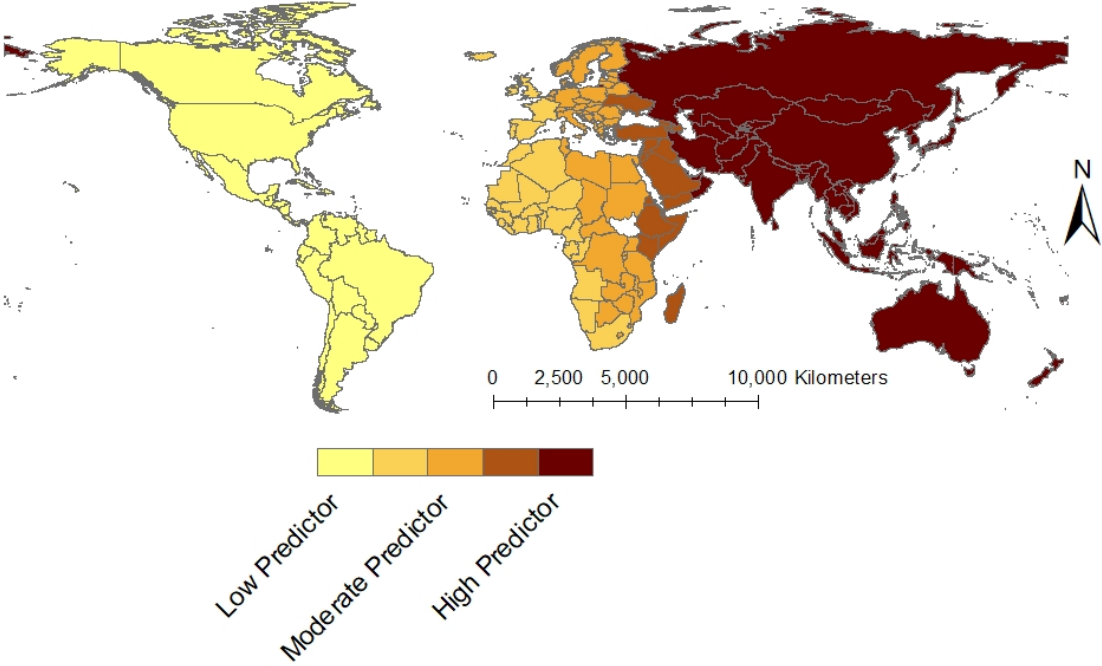 N
0 2,500 5,000 10,000 Kilometers
Low Predictor
Moderate Predictor
High Predictor